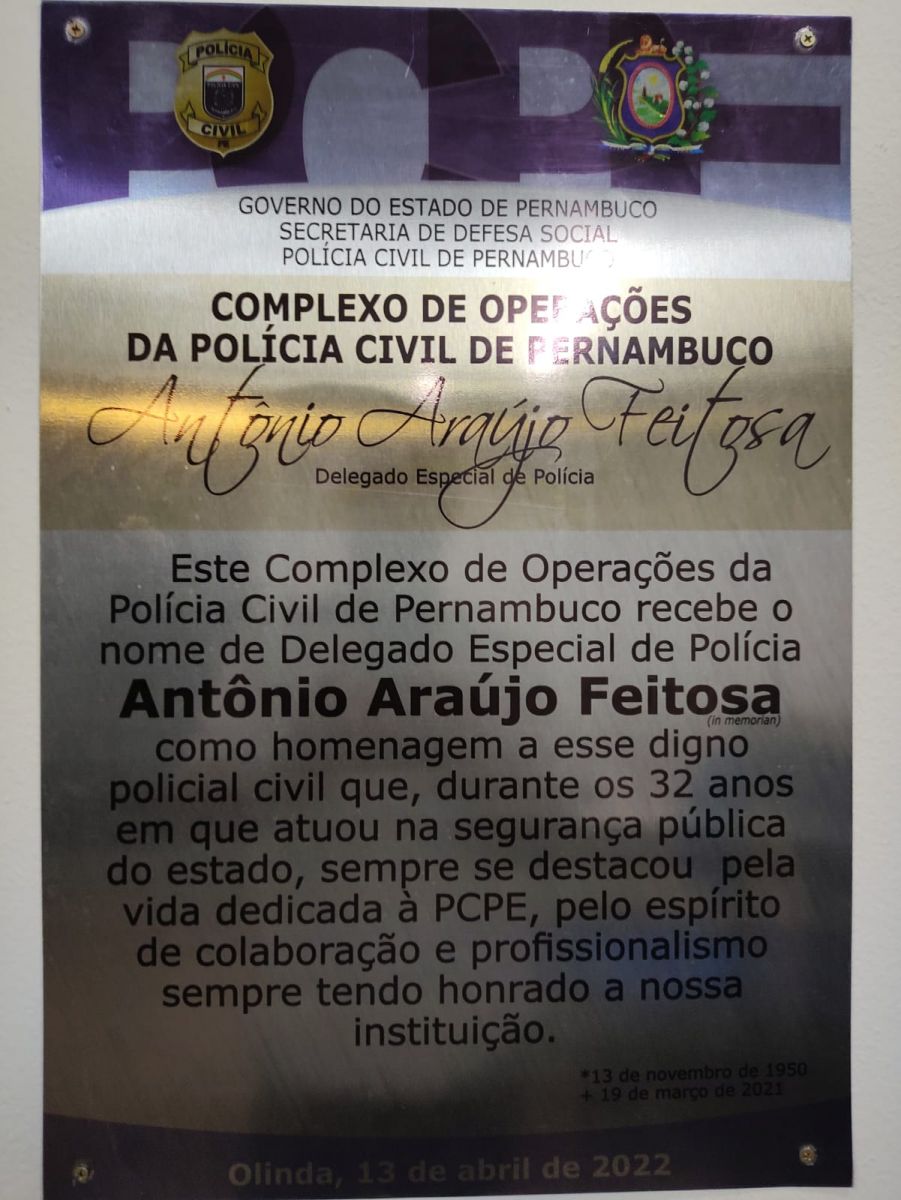 PCPE
POLÍCIA
CIVIL
PE
GOVERNO DO ESTADO DE PERNAMBUCO
SECRETARIA DE DEFESA SOCIAL
POLÍCIA CIVIL DE PERNAMBUCO
COMPLEXO DE OPERAÇÕES
DA POLÍCIA CIVIL DE PERNAMBUCO
Antônio Araújo Feitosa
Delegado Especial de Polícia
Este Complexo de Operações da
Polícia Civil de Pernambuco recebe o
nome de Delegado Especial de Polícia
Antônio Araújo Feitosa
(in memorian)
como homenagem a esse digno
policial civil que, durante os 32 anos
em que atuou na segurança pública
do estado, sempre se destacou pela
vida dedicada à PCPE, pelo espírito
de colaboração e profissionalismo
sempre tendo honrado a nossa
instituição.
*13 de novembro de 1950
+ 19 de março de 2021
Olinda, 13 de abril de 2022